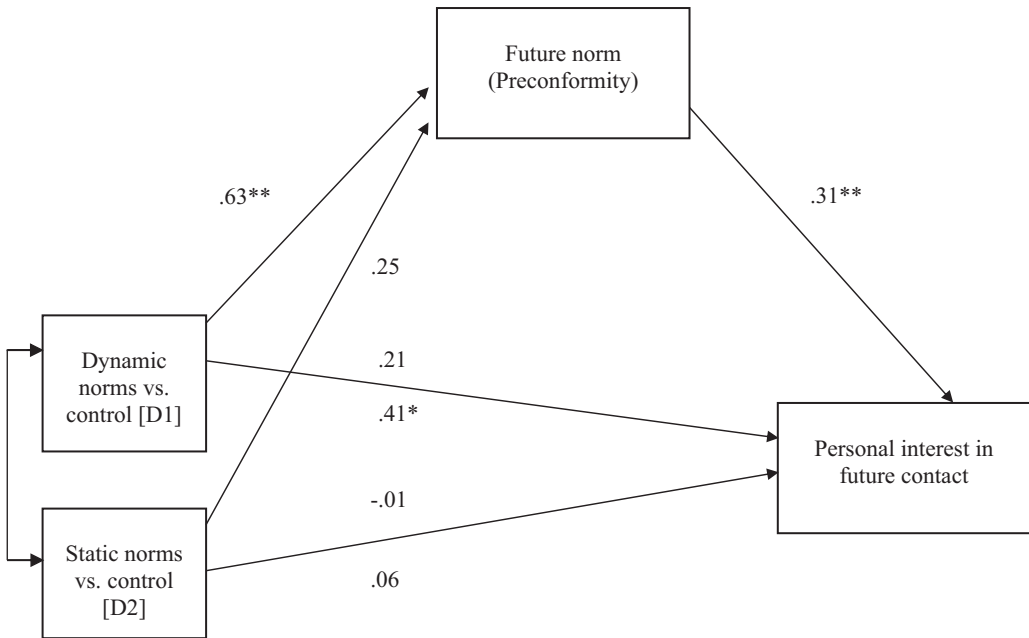 Future norm
(Preconformity)
.63**
.31**
.25
Dynamic
norms vs.
control [D1]
.21
.41*
Personal interest in
future contact
Static norms
vs. control
[D2]
-.01
.06